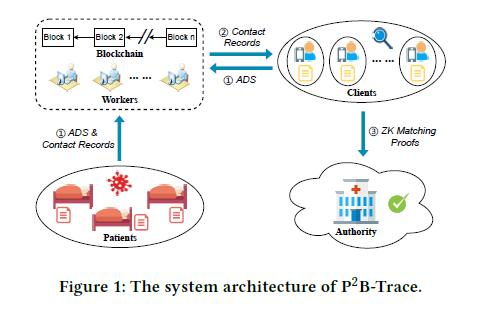 Block 1
Block 2
Block n
Blockchain
... ...
Workers
② Contact
Records
① ADS
... ...
Clients
① ADS &
Contact Records
③ ZK Matching
Proofs
Patients
Authority
Figure 1: The system architecture of P²B-Trace.